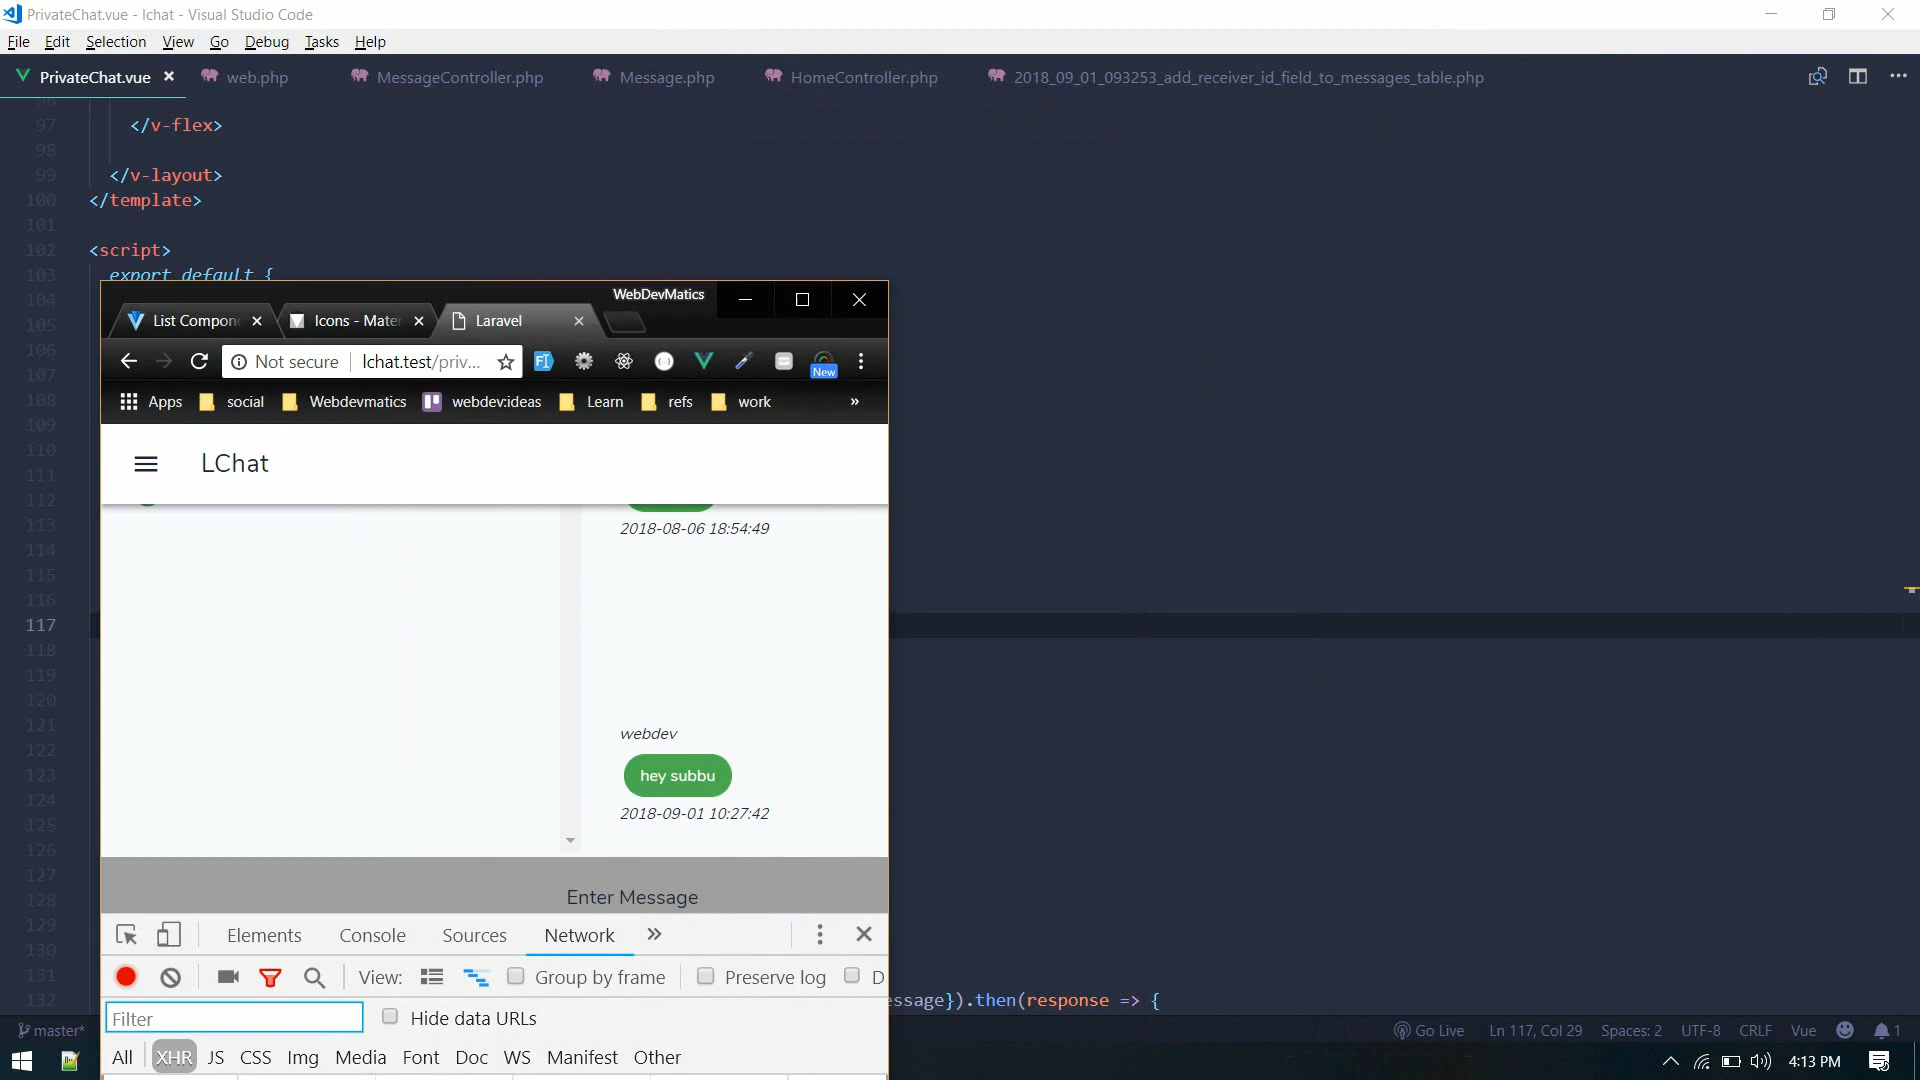 PrivateChat.vue - lchat - Visual Studio Code
File Edit Selection View Go Debug Tasks Help
PrivateChat.vue web.php MessageController.php Message.php HomeController.php 2018_09_01_093253_add_receiver_id_field_to_messages_table.php
96
97 </v-flex>
98
99 </v-layout>
100 </template>
101
102 <script>
103 export default {
104
105
106
107
108
109
110
111
112
113
114
115
116
117
118
119
120
121
122
123
124
125
126
127
128
129
130
131
132 essage}).then(response => {
WebDevMatics
List Compon Icons - Mate Laravel
Not secure lchat.test/priv... FI New
Apps social Webdevmatics webdev:ideas Learn refs work »
LChat
2018-08-06 18:54:49
webdev
hey subbu
2018-09-01 10:27:42
Enter Message
Elements Console Sources Network »
View: Group by frame Preserve log D
Filter Hide data URLs
All XHR JS CSS Img Media Font Doc WS Manifest Other
master* Go Live Ln 117, Col 29 Spaces: 2 UTF-8 CRLF Vue 1
4:13 PM